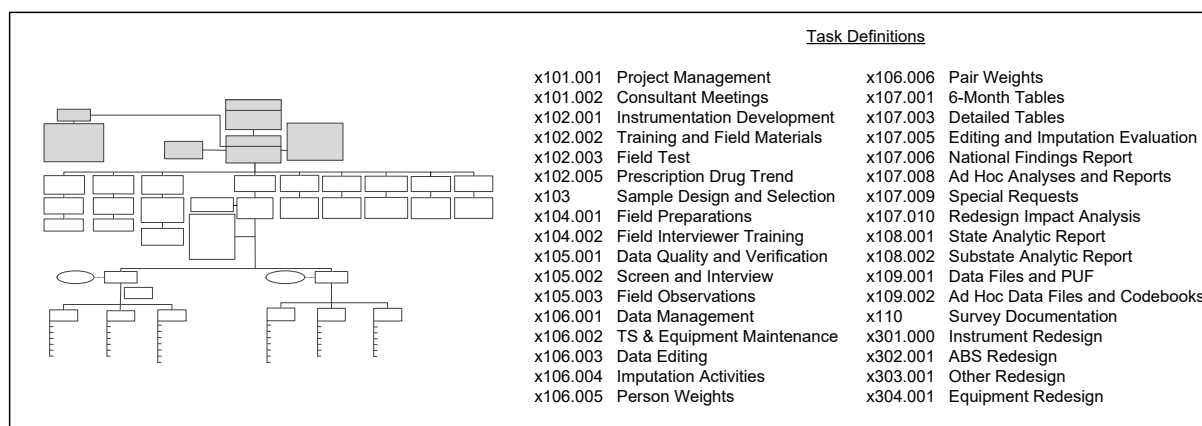 Task Definitions
x101.001 Project Management
x101.002 Consultant Meetings
x102.001 Instrumentation Development
x102.002 Training and Field Materials
x102.003 Field Test
x102.005 Prescription Drug Trend
x103 Sample Design and Selection
x104.001 Field Preparations
x104.002 Field Interviewer Training
x105.001 Data Quality and Verification
x105.002 Screen and Interview
x105.003 Field Observations
x106.001 Data Management
x106.002 TS & Equipment Maintenance
x106.003 Data Editing
x106.004 Imputation Activities
x106.005 Person Weights
x106.006 Pair Weights
x107.001 6-Month Tables
x107.003 Detailed Tables
x107.005 Editing and Imputation Evaluation
x107.006 National Findings Report
x107.008 Ad Hoc Analyses and Reports
x107.009 Special Requests
x107.010 Redesign Impact Analysis
x108.001 State Analytic Report
x108.002 Substate Analytic Report
x109.001 Data Files and PUF
x109.002 Ad Hoc Data Files and Codebooks
x110 Survey Documentation
x301.000 Instrument Redesign
x302.001 ABS Redesign
x303.001 Other Redesign
x304.001 Equipment Redesign